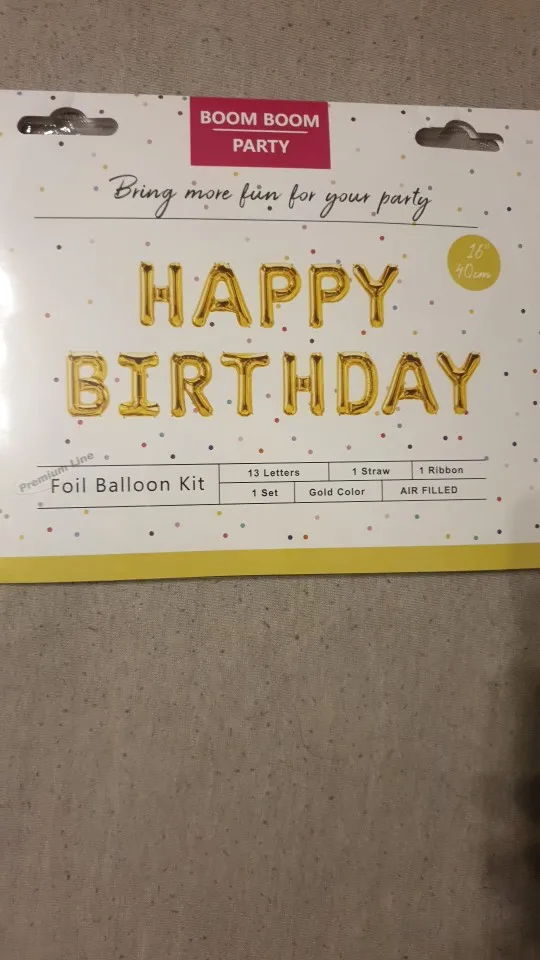 BOOM BOOM
PARTY
Bring more fun for your party
16"
40cm
HAPPY
BIRTHDAY
Premium Line
Foil Balloon Kit
13 Letters
1 Straw
1 Ribbon
1 Set
Gold Color
AIR FILLED